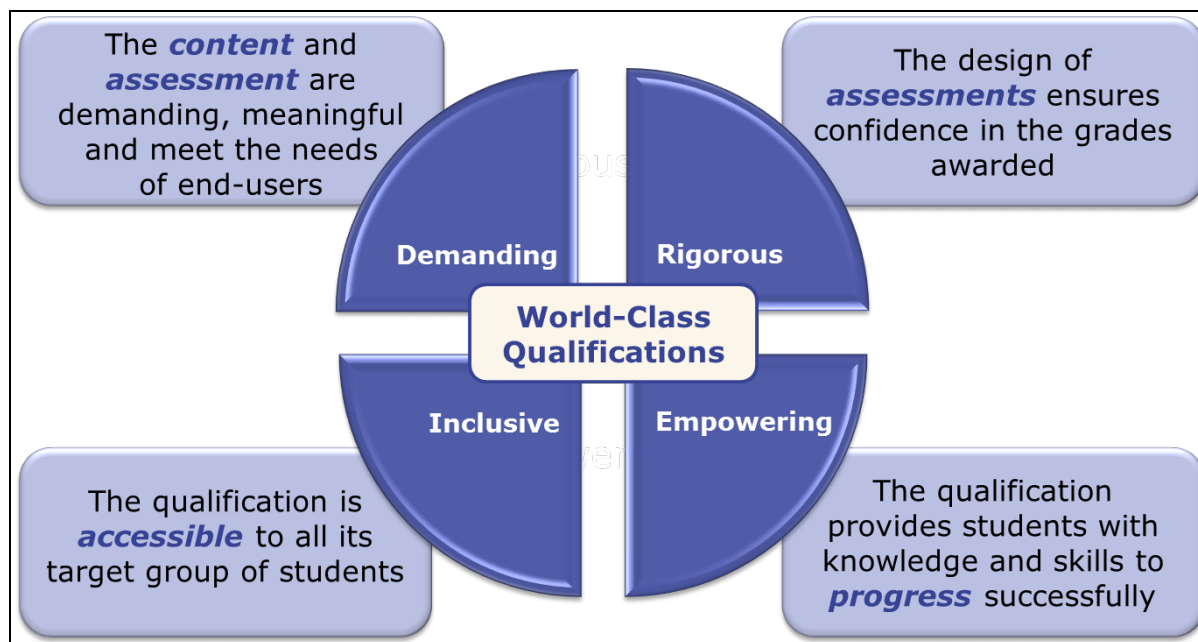 The content and
assessment are
demanding, meaningful
and meet the needs
of end-users
The design of
assessments ensures
confidence in the grades
awarded
Demanding
Rigorous
World-Class
Qualifications
Inclusive
Empowering
The qualification is
accessible to all its
target group of students
The qualification
provides students with
knowledge and skills to
progress successfully